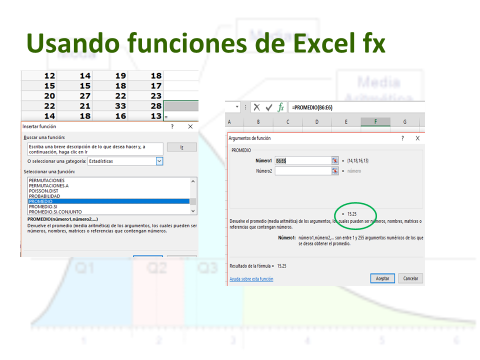 Usando funciones de Excel fx
12 14 19 18
15 15 18 17
20 27 22 23
22 21 33 28
14 18 16 13 =
Insertar función ? X
Buscar una función:
Escriba una breve descripción de lo que desea hacer y, a
continuación, haga clic en Ir
Ir
O seleccionar una categoría: Estadísticas
Seleccionar una función:
PERMUTACIONES
PERMUTACIONES.A
POISSON.DIST
PROBABILIDAD
PROMEDIO
PROMEDIO.SI
PROMEDIO.SI.CONJUNTO
PROMEDIO(número1,número2,...)
Devuelve el promedio (media aritmética) de los argumentos, los cuales pueden ser
números, nombres, matrices o referencias que contengan números.
Media
=PROMEDIO(B6:E6)
A B C D E F G
Argumentos de función ? X
PROMEDIO
Número1 B6:E6 = {14,18,16,13}
Número2 = número
= 15.25
Devuelve el promedio (media aritmética) de los argumentos, los cuales pueden ser números, nombres, matrices o
referencias que contengan números.
Número1: número1,número2,... son entre 1 y 255 argumentos numéricos de los que
se desea obtener el promedio.
Resultado de la fórmula = 15.25
Ayuda sobre esta función
Aceptar Cancelar
Q1 Q2 Q3
1 2 3 4 5 6